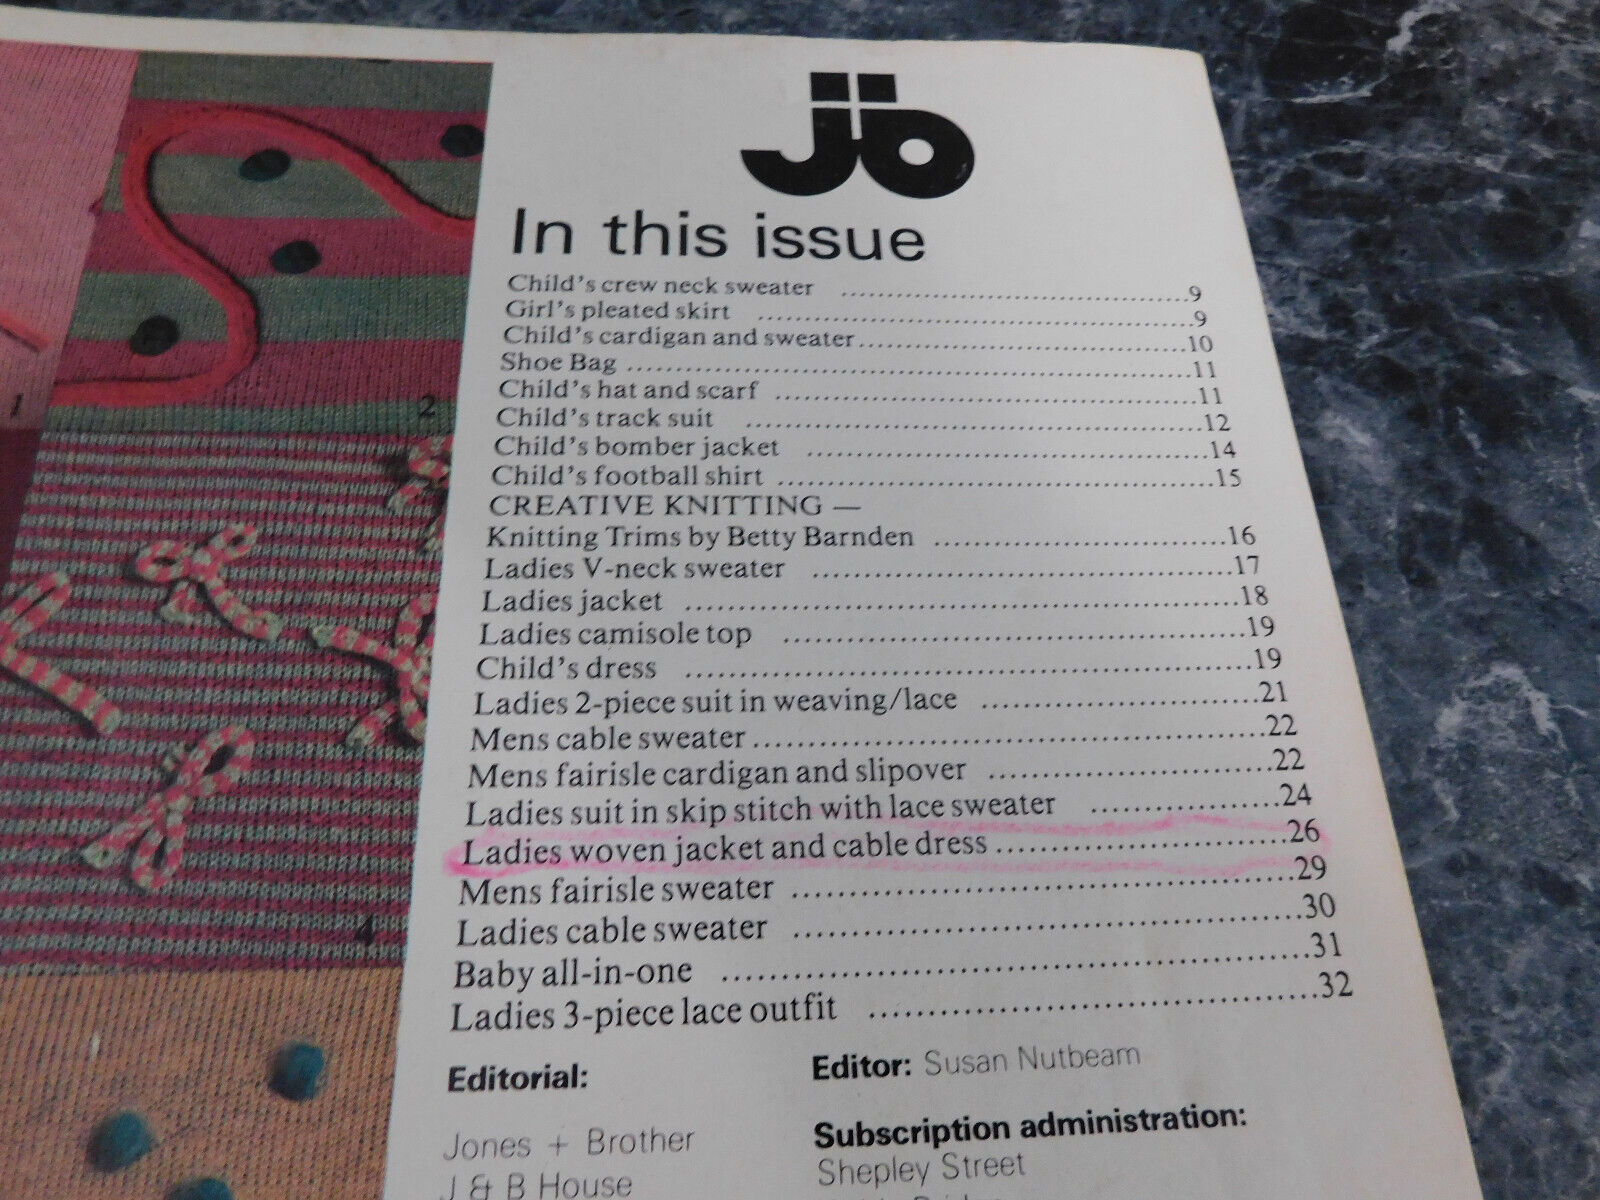 JB
In this issue
Child's crew neck sweater ........................................9
Girl's pleated skirt ........................................9
Child's cardigan and sweater........................................10
Shoe Bag ........................................11
Child's hat and scarf ........................................11
Child's track suit ........................................12
Child's bomber jacket ........................................14
Child's football shirt ........................................15
CREATIVE KNITTING —
Knitting Trims by Betty Barnden ........................................16
Ladies V-neck sweater ........................................17
Ladies jacket ........................................18
Ladies camisole top ........................................19
Child's dress ........................................19
Ladies 2-piece suit in weaving/lace ........................................21
Mens cable sweater........................................22
Mens fairisle cardigan and slipover ........................................22
Ladies suit in skip stitch with lace sweater ....................24
Ladies woven jacket and cable dress..............................26
Mens fairisle sweater ........................................29
Ladies cable sweater ........................................30
Baby all-in-one ........................................31
Ladies 3-piece lace outfit ........................................32
Editorial:
Jones + Brother
J & B House
Editor: Susan Nutbeam
Subscription administration:
Shepley Street
1
2
4